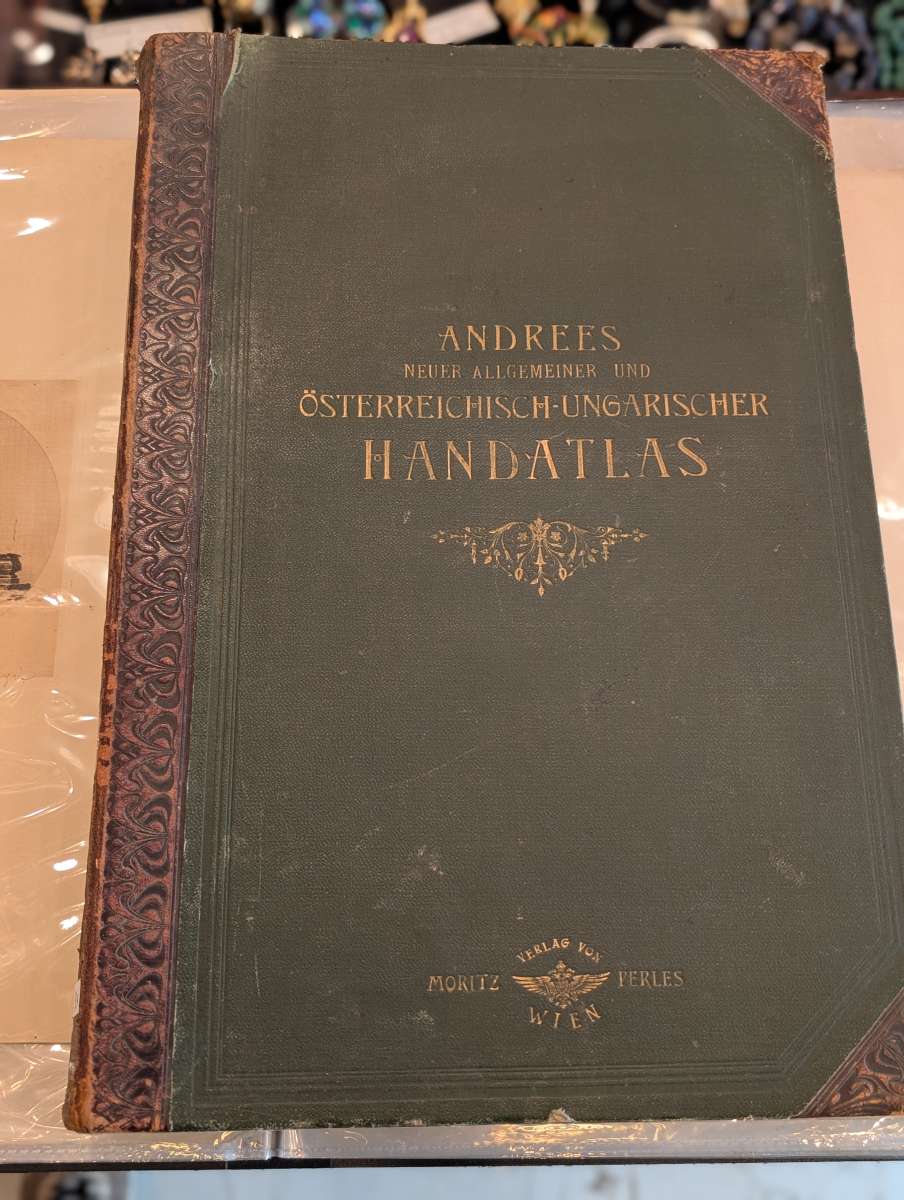 ANDREES
NEUER ALLGEMEINER UND
ÖSTERREICHISCH-UNGARISCHER
HANDATLAS
VERLAG VON
MORITZ PERLES
WIEN